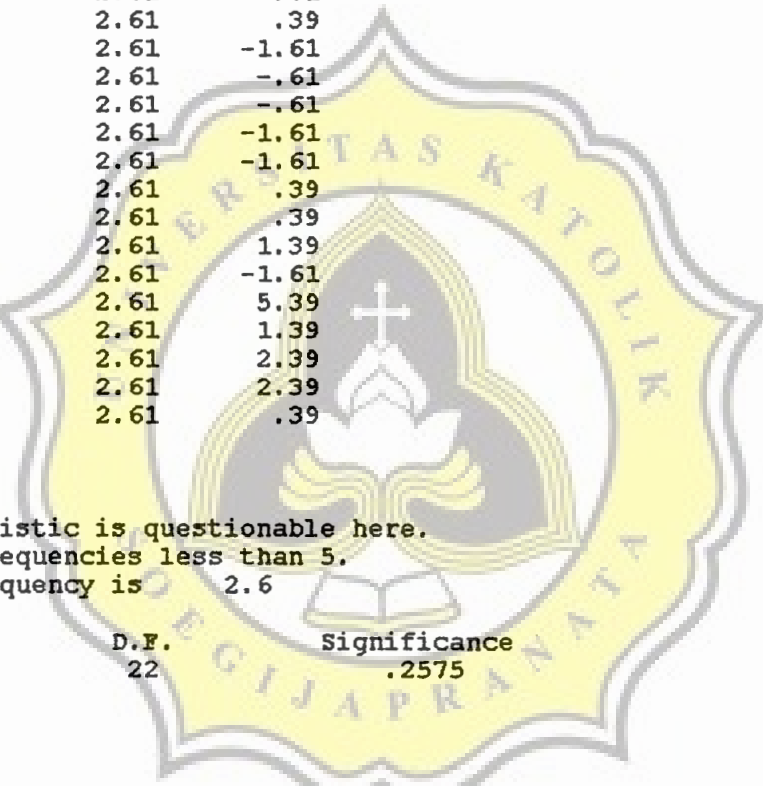 2.61 .39
2.61 -1.61
2.61 -.61
2.61 -.61
2.61 -1.61
2.61 -1.61
2.61 .39
2.61 .39
2.61 1.39
2.61 -1.61
2.61 5.39
2.61 1.39
2.61 2.39
2.61 2.39
2.61 .39
istic is questionable here.
equencies less than 5.
quency is 2.6
D.F. Significance
22 .2575
UNIVERSITAS KATOLIK
SOEGIJAPRANATA